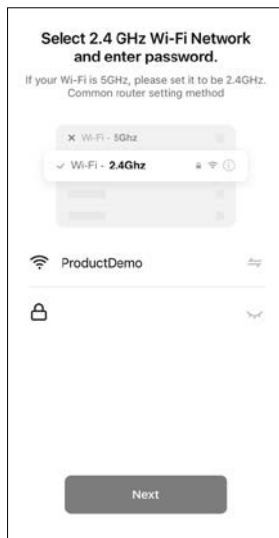 Select 2.4 GHz Wi-Fi Network
and enter password.
If your Wi-Fi is 5GHz, please set it to be 2.4GHz.
Common router setting method
Wi-Fi - 5Ghz
Wi-Fi - 2.4Ghz
ProductDemo
Next